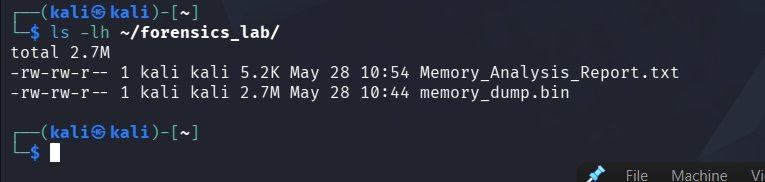 ┌──(kali㉿kali)-[~]
└─$ ls -lh ~/forensics_lab/
total 2.7M
-rw-rw-r-- 1 kali kali 5.2K May 28 10:54 Memory_Analysis_Report.txt
-rw-rw-r-- 1 kali kali 2.7M May 28 10:44 memory_dump.bin
┌──(kali㉿kali)-[~]
└─$
File Machine